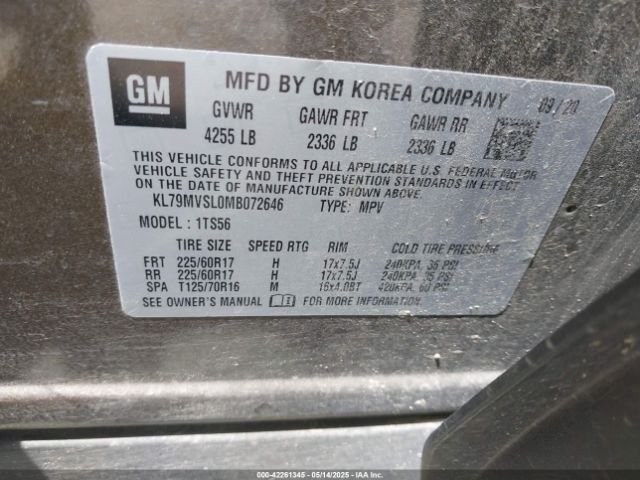 GM
MFD BY GM KOREA COMPANY 09/20
GVWR GAWR FRT GAWR RR
4255 LB 2336 LB 2336 LB
THIS VEHICLE CONFORMS TO ALL APPLICABLE U.S. FEDERAL MOTOR
VEHICLE SAFETY AND THEFT PREVENTION STANDARDS IN EFFECT
ON THE DATE OF MANUFACTURE SHOWN ABOVE.
KL79MVSL0MB072646 TYPE: MPV
MODEL: 1TS56
TIRE SIZE SPEED RTG RIM COLD TIRE PRESSURE
FRT 225/60R17 H 17x7.5J 240KPA, 35 PSI
RR 225/60R17 H 17x7.5J 240KPA, 35 PSI
SPA T125/70R16 M 16x4.0BT 420KPA, 60 PSI
SEE OWNER'S MANUAL FOR MORE INFORMATION.
000-42261345 05/14/2025 IAAI.COM